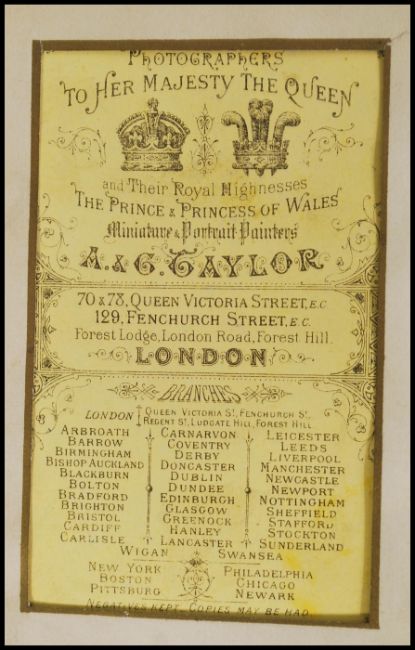 PHOTOGRAPHERS
TO HER MAJESTY THE QUEEN
and Their Royal Highnesses
THE PRINCE & PRINCESS OF WALES
Miniature & Portrait Painters
A. & G. TAYLOR
70 & 78, QUEEN VICTORIA STREET, E.C
129, FENCHURCH STREET, E.C.
Forest Lodge, London Road, Forest Hill.
LONDON
BRANCHES
LONDON QUEEN VICTORIA ST, FENCHURCH ST,
REGENT ST, LUDGATE HILL, FOREST HILL
ARBROATH
BARROW
BIRMINGHAM
BISHOP AUCKLAND
BLACKBURN
BOLTON
BRADFORD
BRIGHTON
BRISTOL
CARDIFF
CARLISLE
CARNARVON
COVENTRY
DERBY
DONCASTER
DUBLIN
DUNDEE
EDINBURGH
GLASGOW
GREENOCK
HANLEY
LANCASTER
LEICESTER
LEEDS
LIVERPOOL
MANCHESTER
NEWCASTLE
NEWPORT
NOTTINGHAM
SHEFFIELD
STAFFORD
STOCKTON
SUNDERLAND
WIGAN SWANSEA
NEW YORK
BOSTON
PITTSBURG
PHILADELPHIA
CHICAGO
NEWARK
NEGATIVES KEPT. COPIES MAY BE HAD.